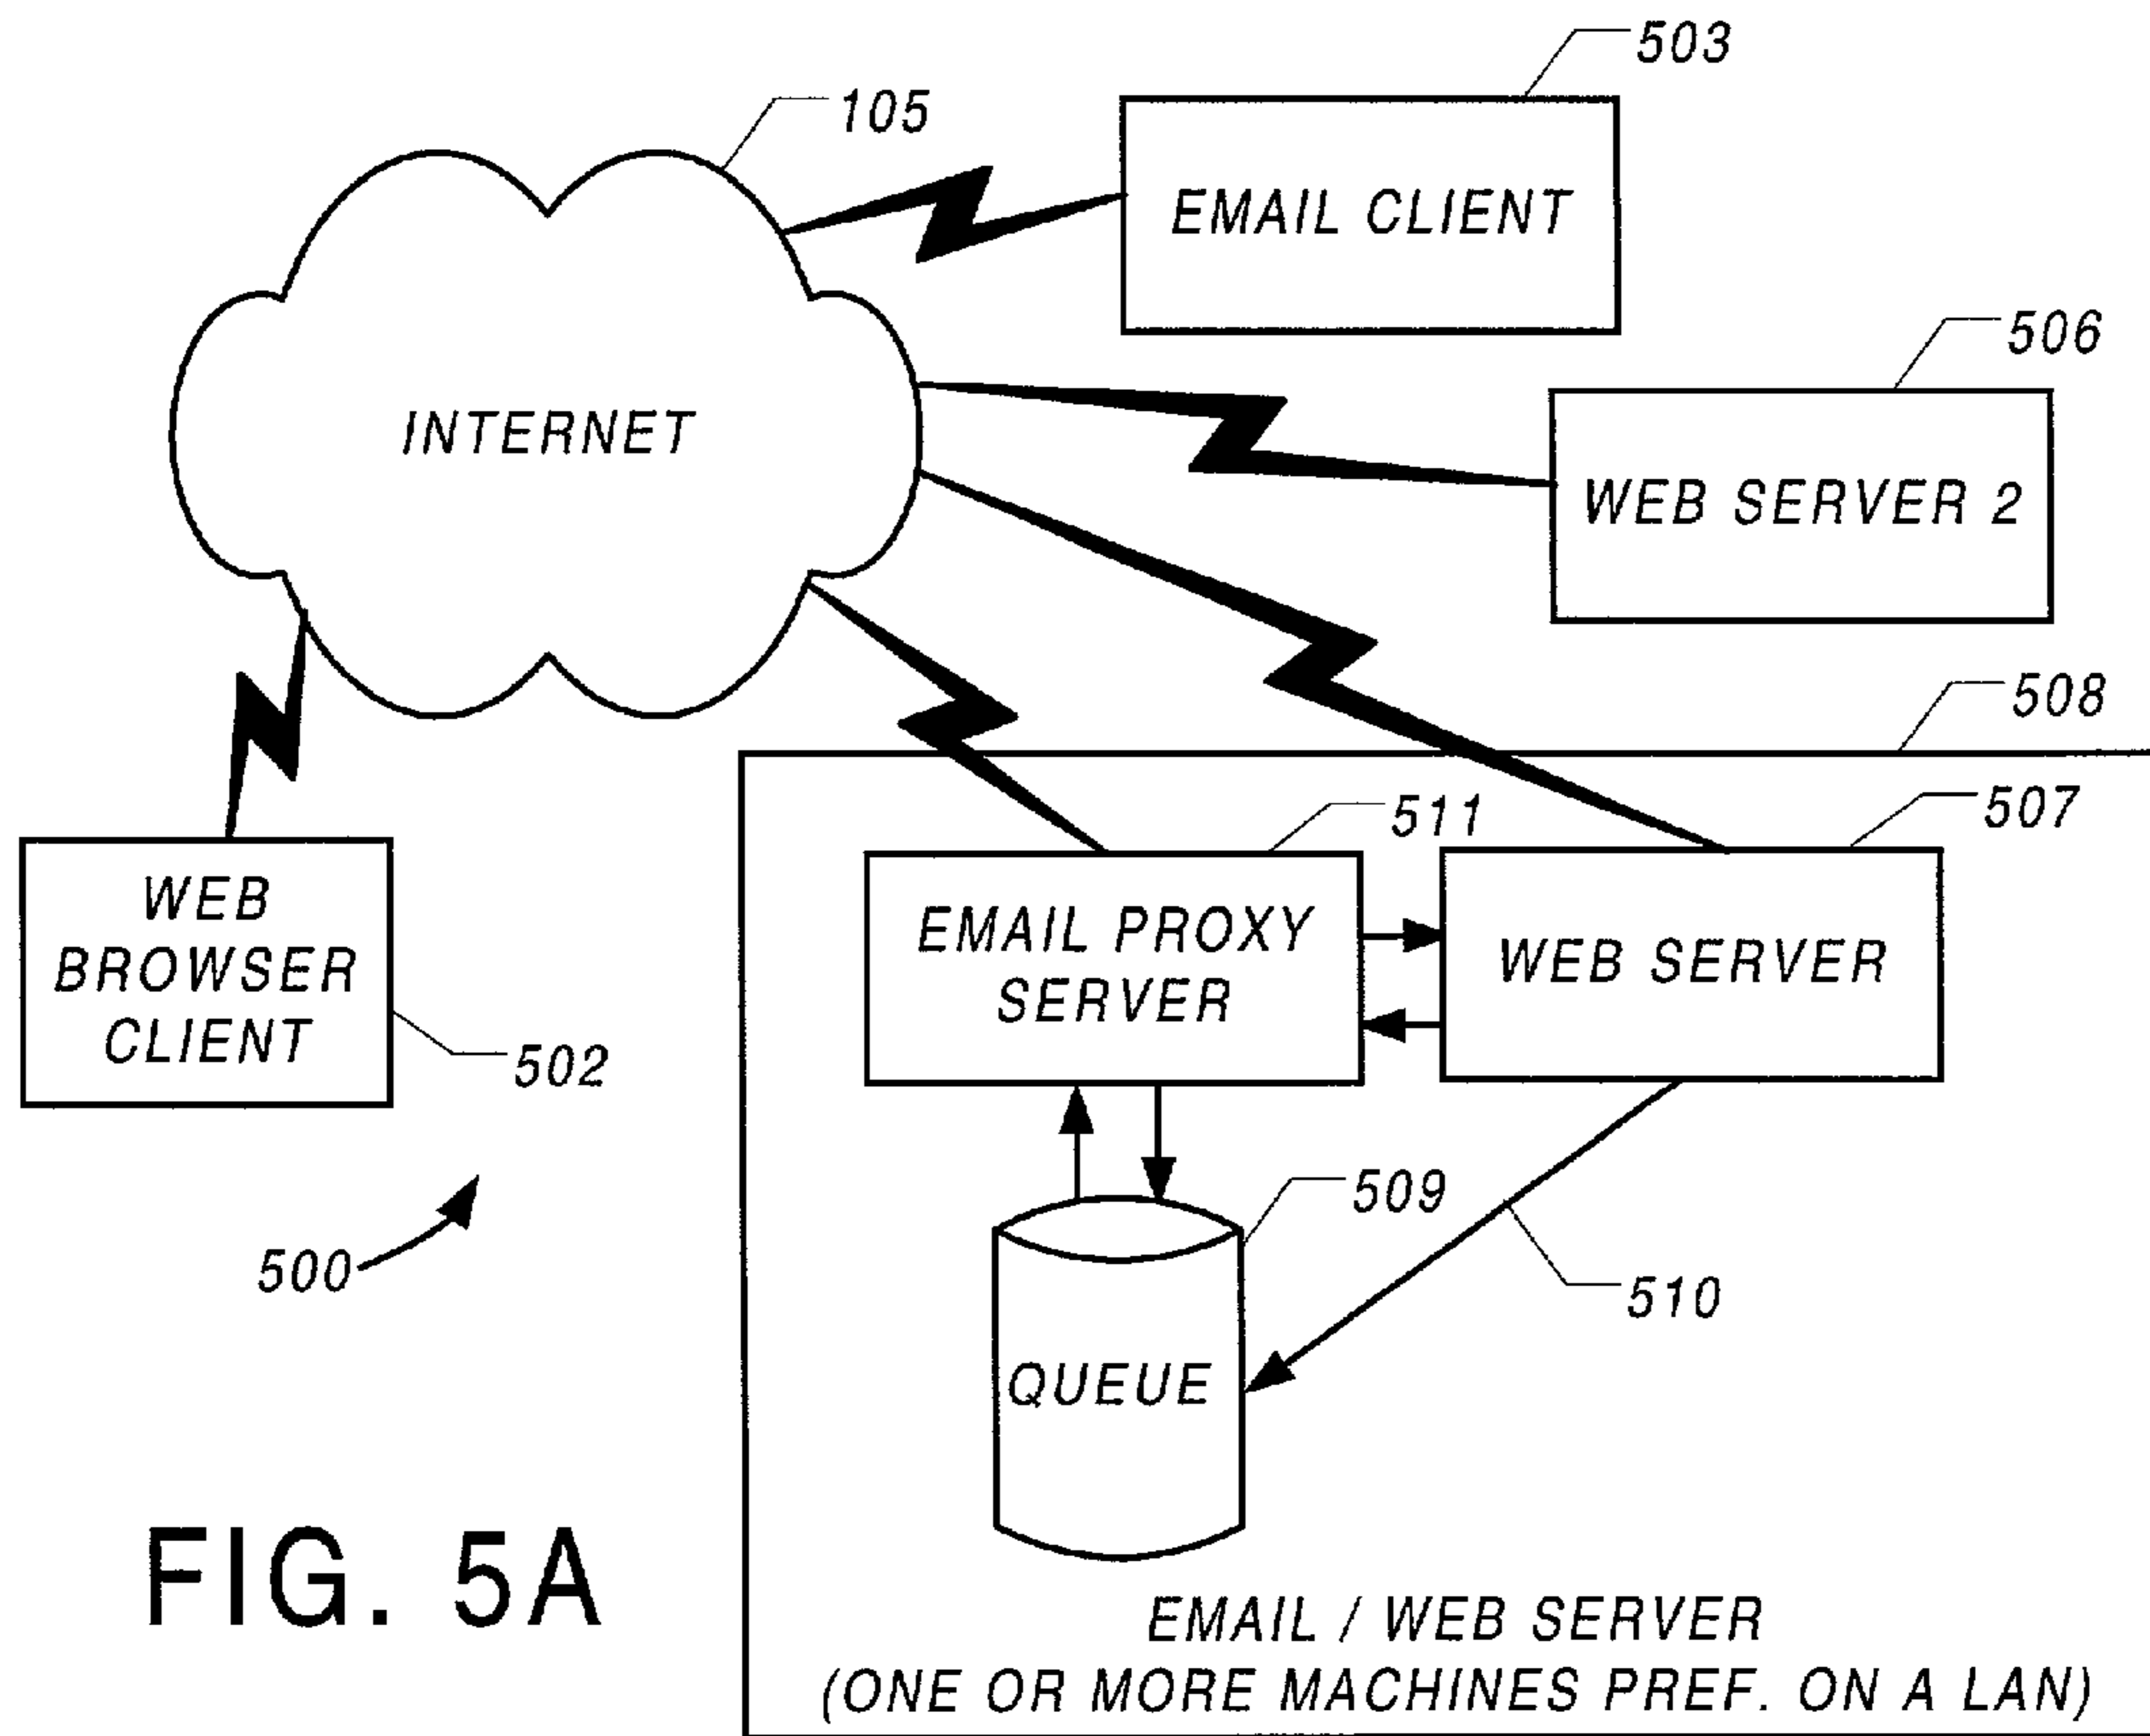 503
105
EMAIL CLIENT
506
INTERNET
WEB SERVER 2
508
507
511
WEB
BROWSER
CLIENT
EMAIL PROXY
SERVER
WEB SERVER
502
509
500
510
QUEUE
FIG. 5A
EMAIL / WEB SERVER
(ONE OR MORE MACHINES PREF. ON A LAN)